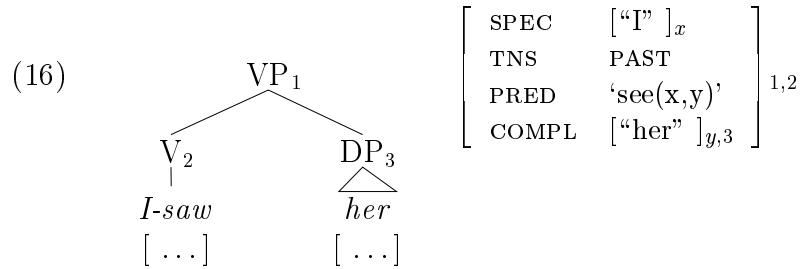 (16)
VP₁
V₂ DP₃
I-saw her
[ … ] [ … ]
SPEC [“I” ]ₓ
TNS PAST
PRED ‘see(x,y)’
COMPL [“her” ]y,3
1,2